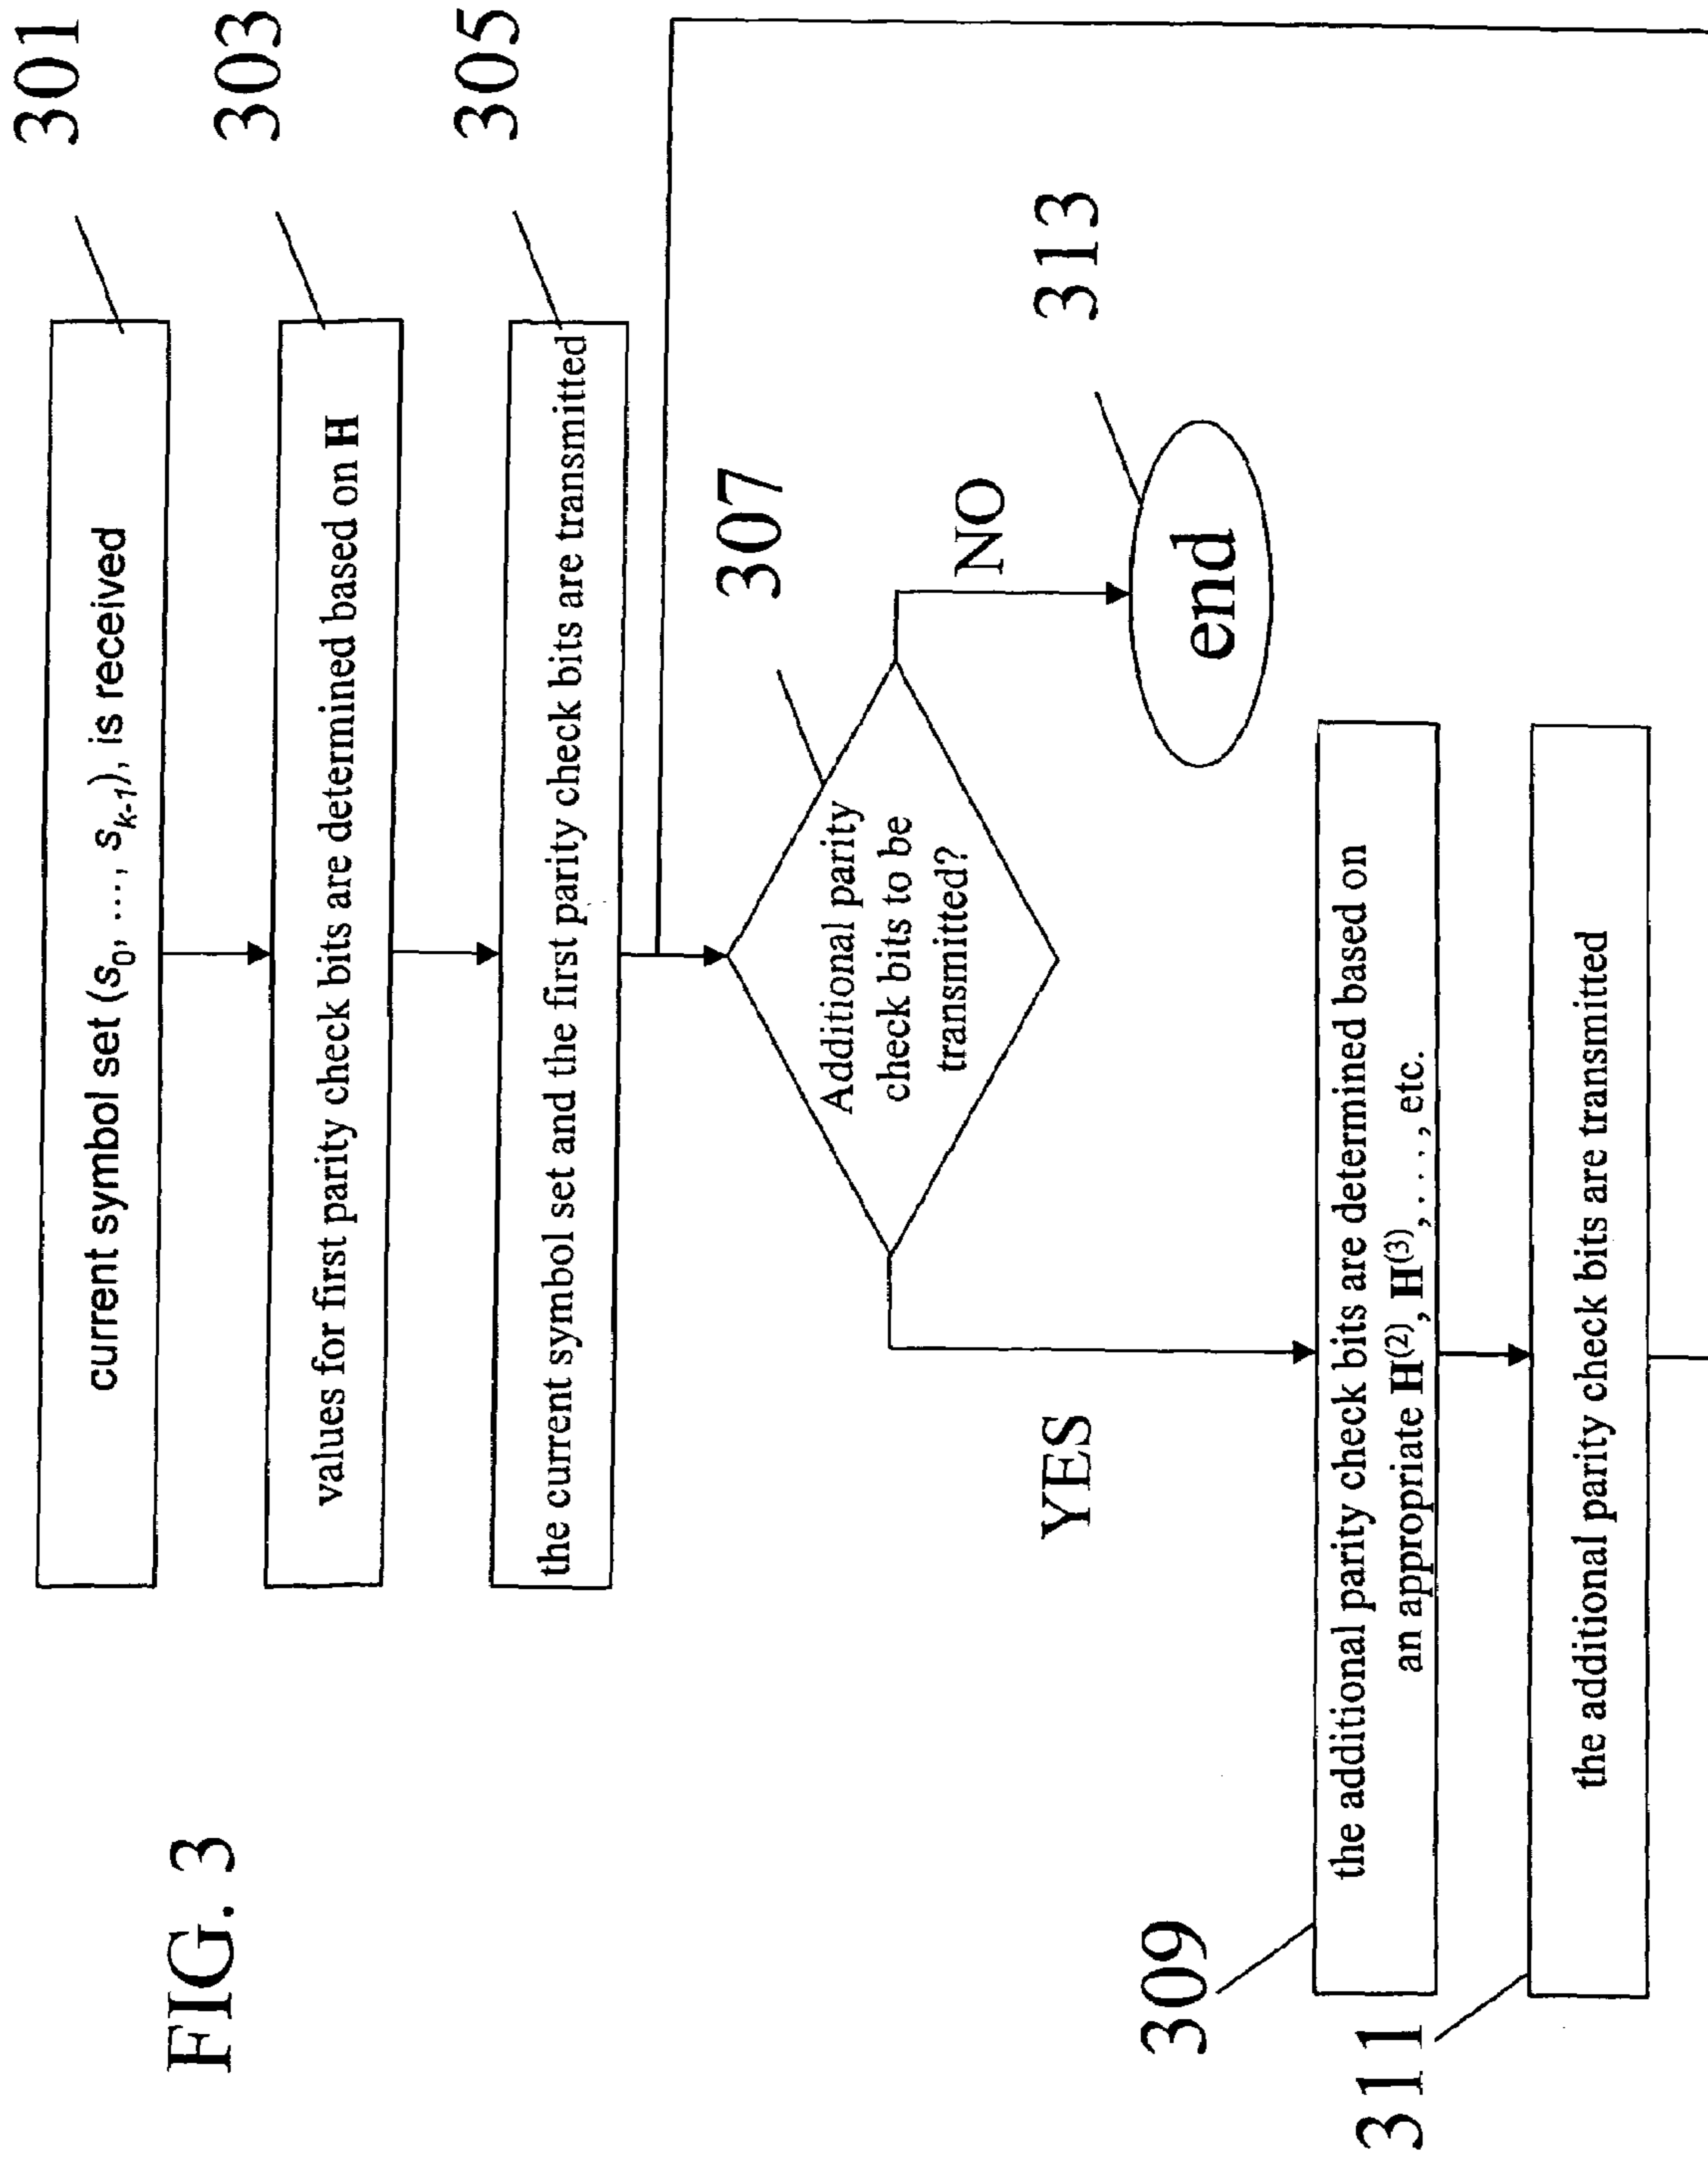 FIG. 3
301
current symbol set (s₀, ..., sₖ₋₁), is received
303
values for first parity check bits are determined based on H
305
the current symbol set and the first parity check bits are transmitted
307
Additional parity
check bits to be
transmitted?
YES
NO
313
end
309
the additional parity check bits are determined based on
an appropriate H⁽²⁾, H⁽³⁾, . . . , etc.
311
the additional parity check bits are transmitted